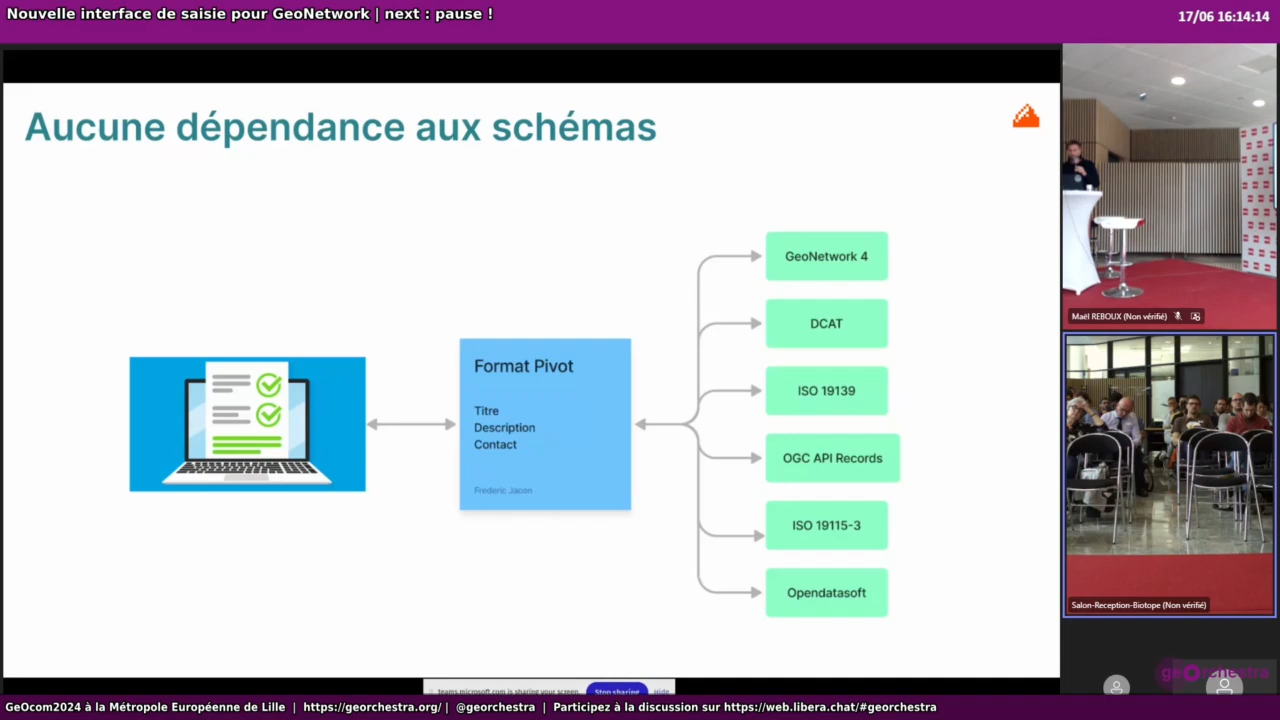 Nouvelle interface de saisie pour GeoNetwork | next : pause !
17/06 16:14:14
Aucune dépendance aux schémas
Format Pivot
Titre
Description
Contact
Frederic Jacon
GeoNetwork 4
DCAT
ISO 19139
OGC API Records
ISO 19115-3
Opendatasoft
Maël REBOUX (Non vérifié)
Salon-Reception-Biotope (Non vérifié)
geOrchestra
teams.microsoft.com is sharing your screen.
Stop sharing
Hide
GeOcom2024 à la Métropole Européenne de Lille | https://georchestra.org/ | @georchestra | Participez à la discussion sur https://web.libera.chat/#georchestra